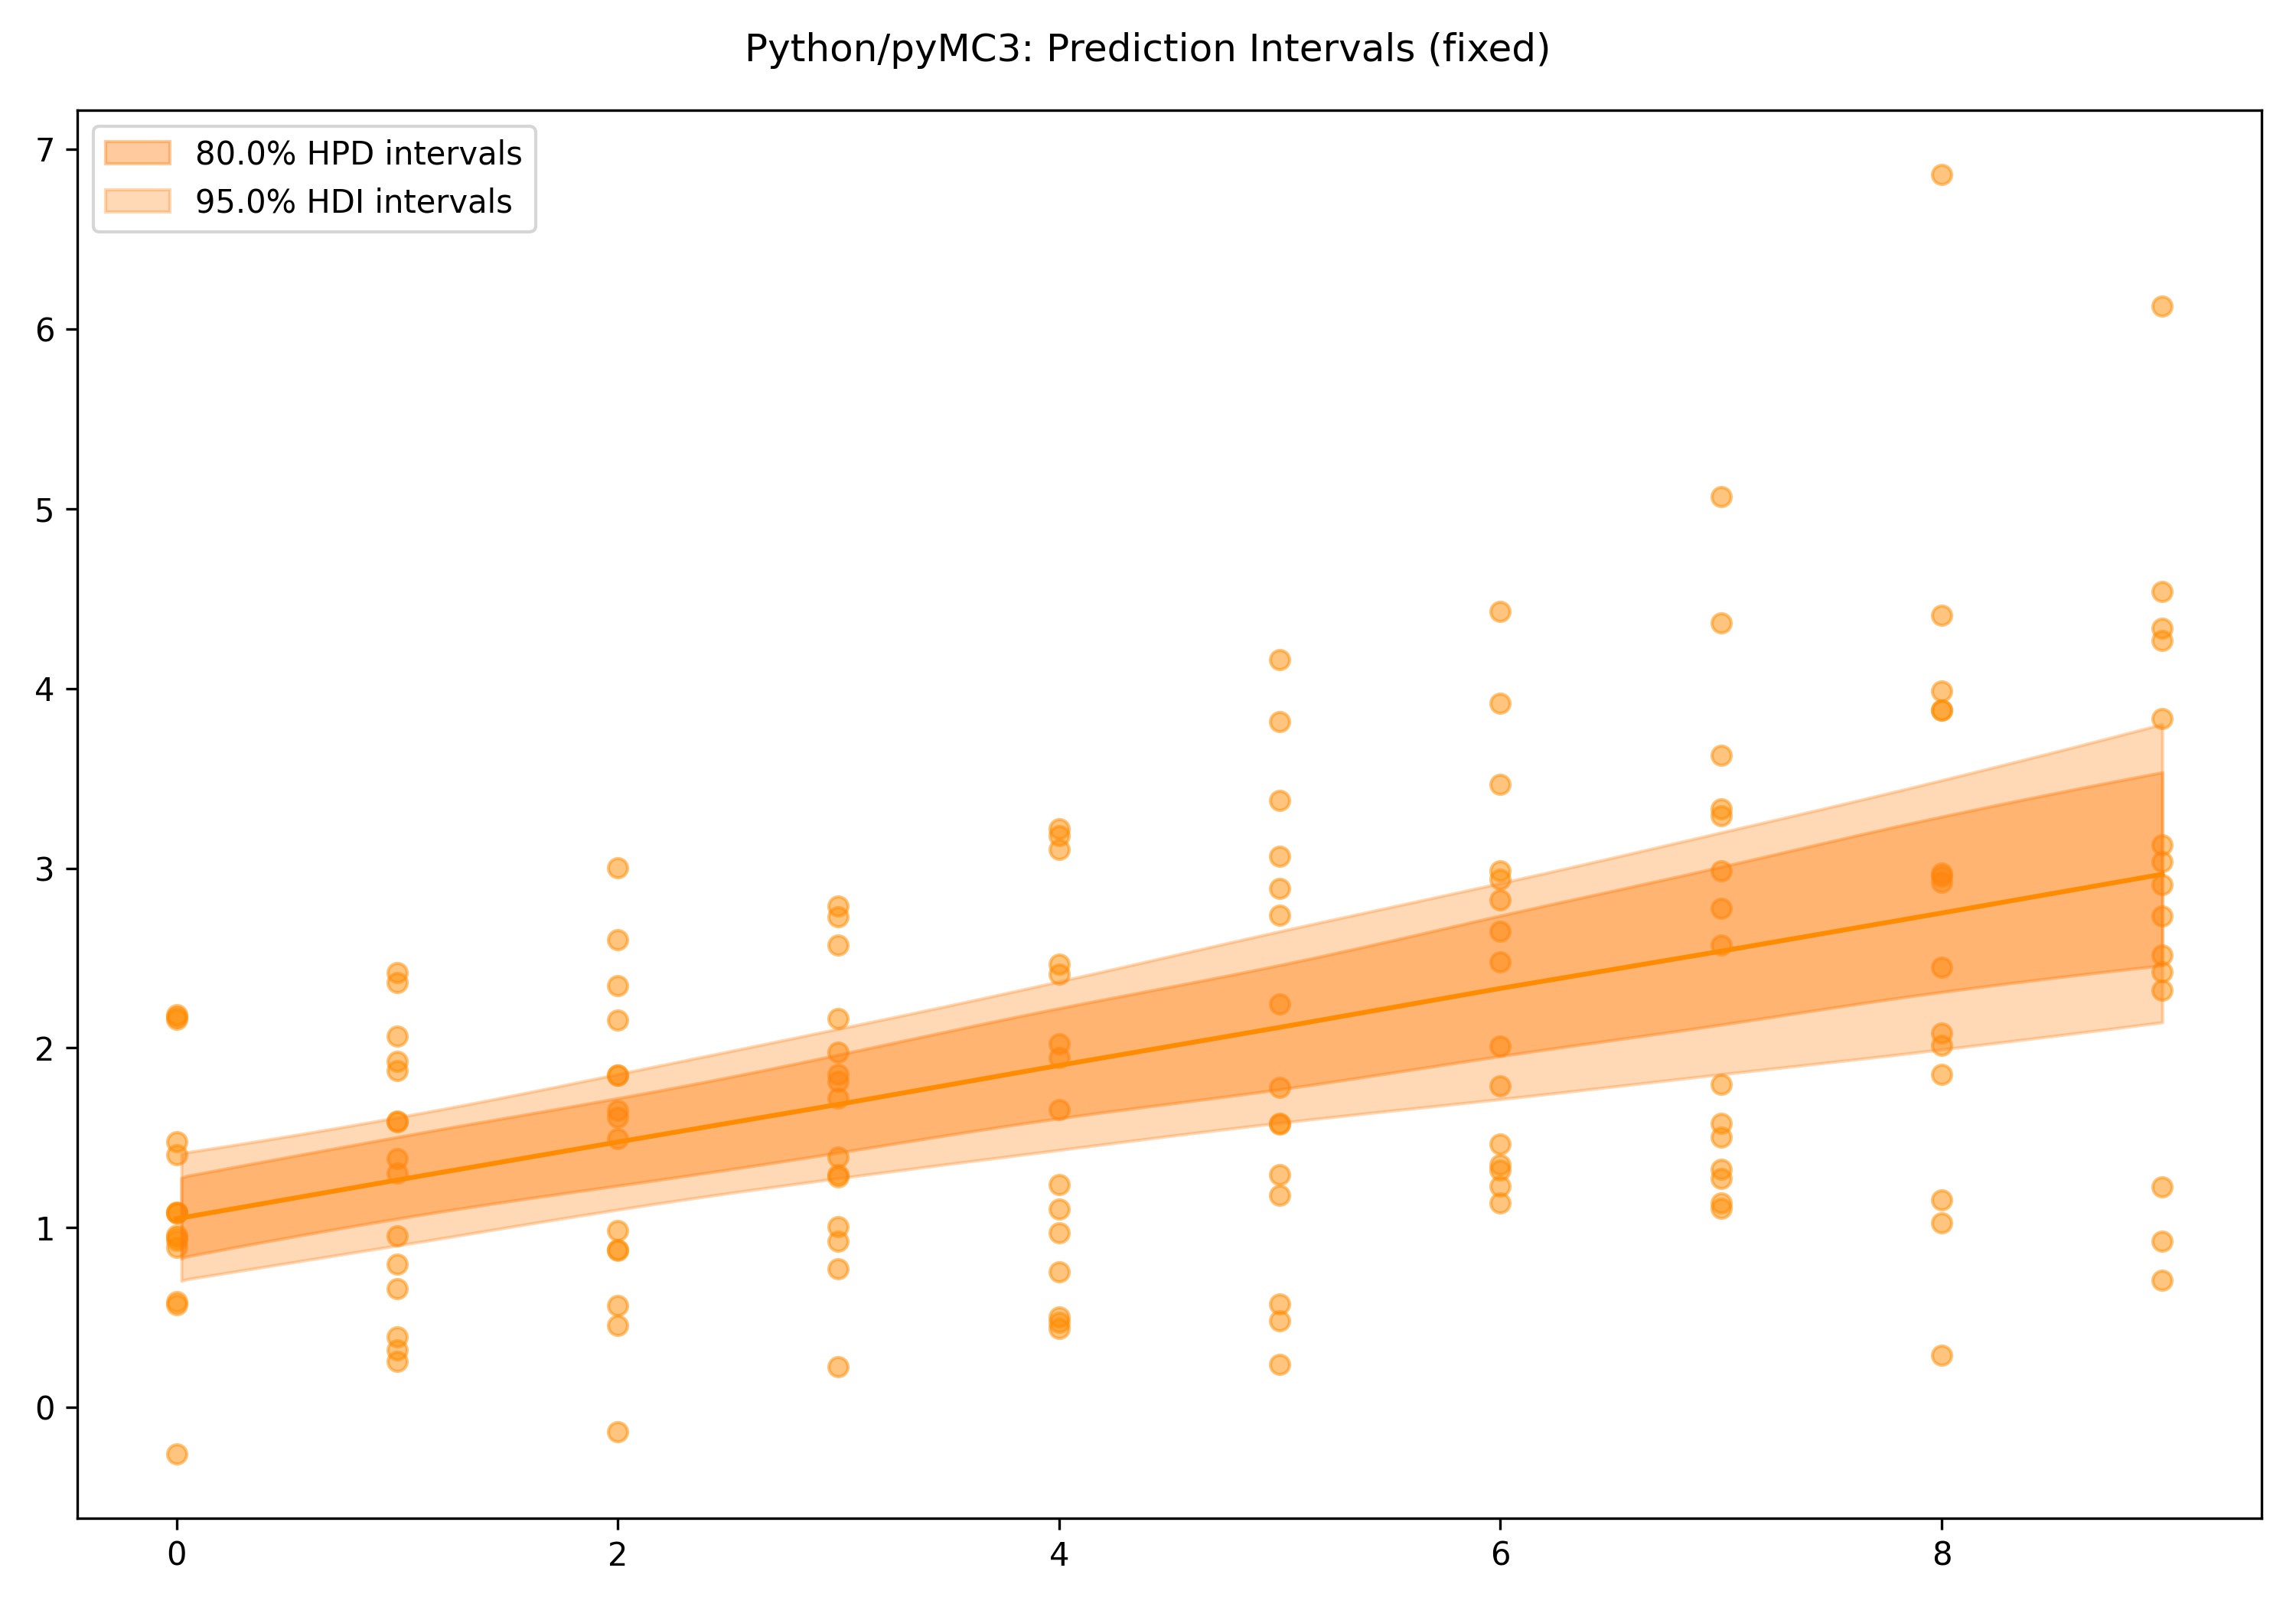 Python/pyMC3: Prediction Intervals (fixed)
80.0% HPD intervals
95.0% HDI intervals
7
6
5
4
3
2
1
0
0 2 4 6 8